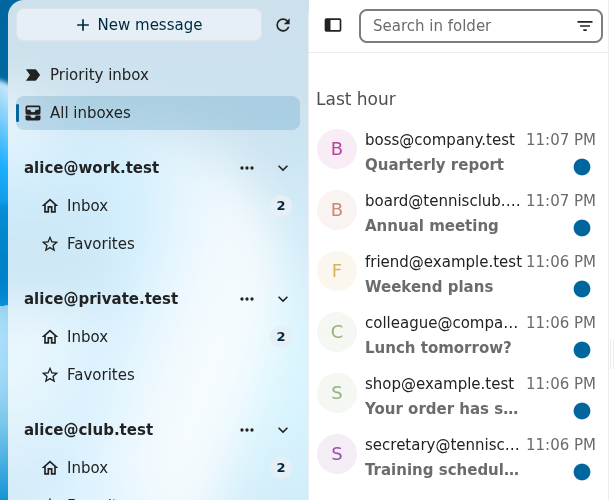 + New message
Priority inbox
All inboxes
alice@work.test
Inbox 2
Favorites
alice@private.test
Inbox 2
Favorites
alice@club.test
Inbox 2
Search in folder
Last hour
B boss@company.test 11:07 PM
Quarterly report
B board@tennisclub.... 11:07 PM
Annual meeting
F friend@example.test 11:06 PM
Weekend plans
C colleague@compa... 11:06 PM
Lunch tomorrow?
S shop@example.test 11:06 PM
Your order has s...
S secretary@tennisc... 11:06 PM
Training schedul...